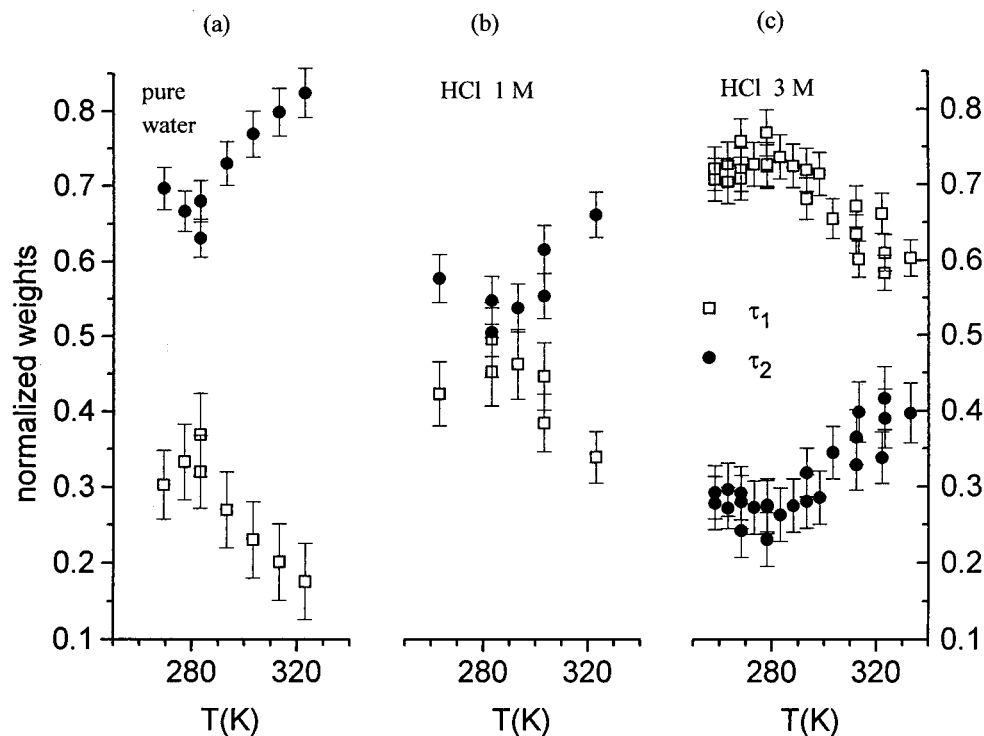 (a)
(b)
(c)
pure
water
HCl 1 M
HCl 3 M
0.8
0.7
0.6
0.5
0.4
0.3
0.2
0.1
normalized weights
τ1
τ2
0.8
0.7
0.6
0.5
0.4
0.3
0.2
0.1
280 320
280 320
280 320
T(K)
T(K)
T(K)